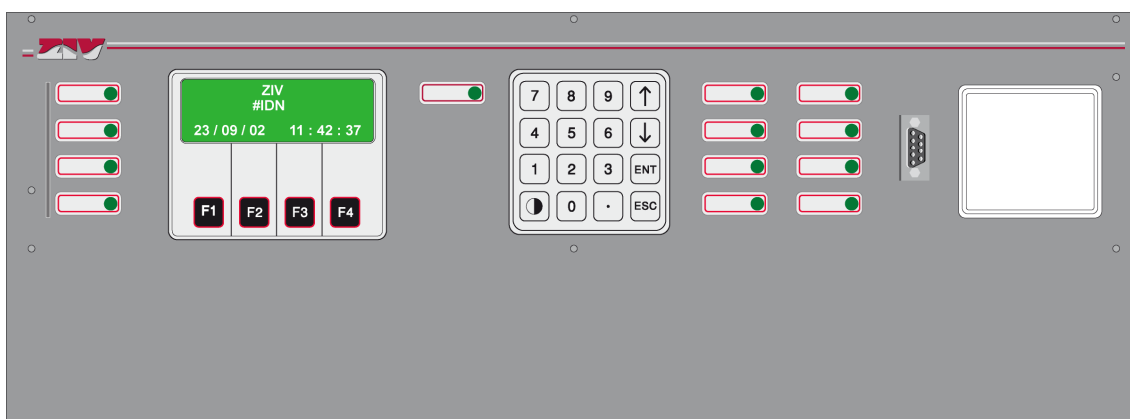 ZIV
ZIV
#IDN
23 / 09 / 02 11 : 42 : 37
F1 F2 F3 F4
7 8 9 ↑
4 5 6 ↓
1 2 3 ENT
0 · ESC